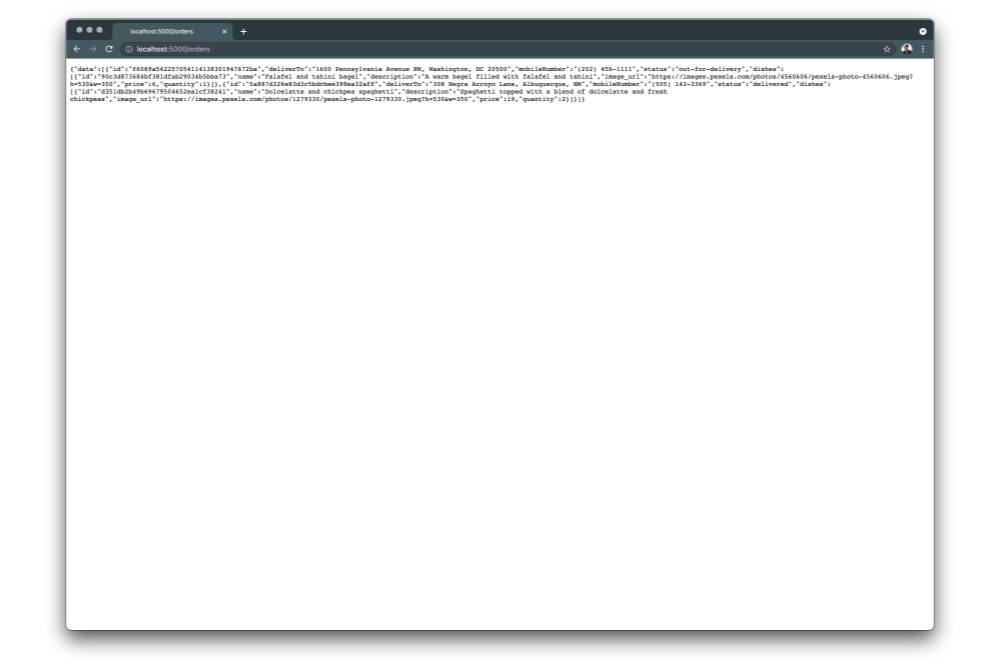 localhost:5000/orders
localhost:5000/orders
{"data":[{"id":"f6069a542257054114138301947672ba","deliverTo":"1600 Pennsylvania Avenue NW, Washington, DC 20500","mobileNumber":"(202) 456-1111","status":"out-for-delivery","dishes":
[{"id":"90c3d873684bf381dfab29034b5bba73","name":"Falafel and tahini bagel","description":"A warm bagel filled with falafel and tahini","image_url":"https://images.pexels.com/photos/4560606/pexels-photo-4560606.jpeg?
h=530&w=350","price":6,"quantity":1}]},{"id":"5a887d326e83d3c5bdcbee398ea32aff","deliverTo":"308 Negra Arroyo Lane, Albuquerque, NM","mobileNumber":"(505) 143-3369","status":"delivered","dishes":
[{"id":"d351db2b49b69679504652ea1cf38241","name":"Dolcelatte and chickpea spaghetti","description":"Spaghetti topped with a blend of dolcelatte and fresh
chickpeas","image_url":"https://images.pexels.com/photos/1279330/pexels-photo-1279330.jpeg?h=530&w=350","price":19,"quantity":2}]}]}